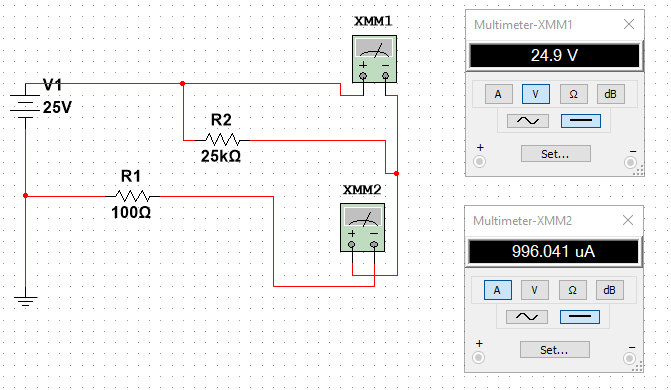 XMM1
V1
25V
R2
25kΩ
R1
100Ω
XMM2
Multimeter-XMM1
24.9 V
A V Ω dB
+ –
Set...
Multimeter-XMM2
996.041 uA
A V Ω dB
+ –
Set...